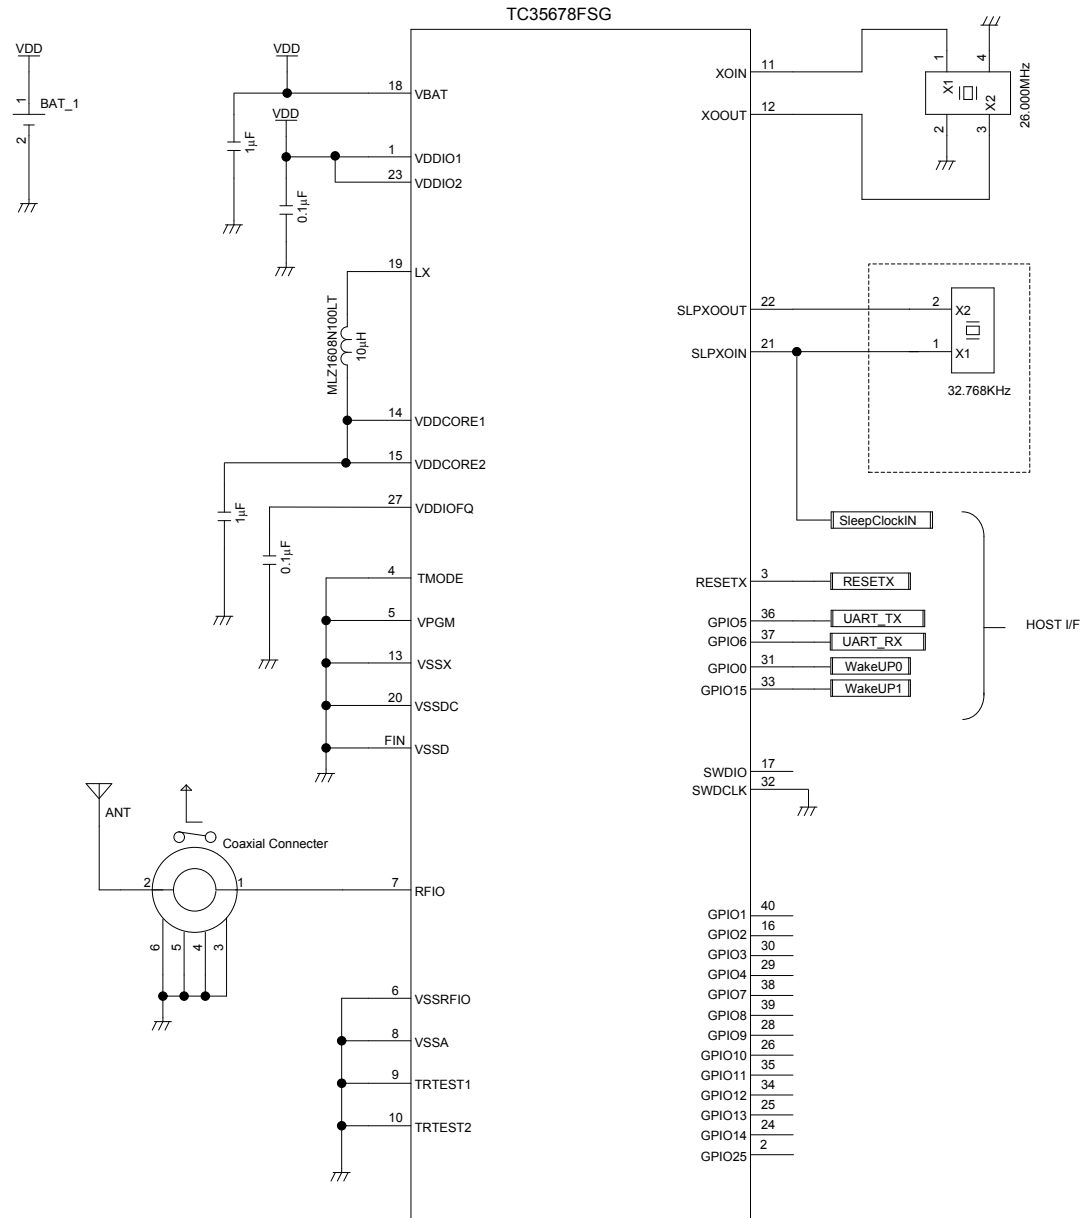 TC35678FSG
VDD
1
BAT_1
2
VDD
18 VBAT
1µF
VDD
1 VDDIO1
23 VDDIO2
0.1µF
19 LX
MLZ1608N100LT
10µH
14 VDDCORE1
15 VDDCORE2
1µF
27 VDDIOFQ
0.1µF
4 TMODE
5 VPGM
13 VSSX
20 VSSDC
FIN VSSD
ANT
Coaxial Connecter
2 1
6 5 4 3
7 RFIO
6 VSSRFIO
8 VSSA
9 TRTEST1
10 TRTEST2
XOIN 11
XOOUT 12
1 4
X1 X2
2 3
26.000MHz
SLPXOOUT 22 2 X2
SLPXOIN 21 1 X1
32.768KHz
SleepClockIN
RESETX 3 RESETX
GPIO5 36 UART_TX
GPIO6 37 UART_RX
GPIO0 31 WakeUP0
GPIO15 33 WakeUP1
HOST I/F
SWDIO 17
SWDCLK 32
GPIO1 40
GPIO2 16
GPIO3 30
GPIO4 29
GPIO7 38
GPIO8 39
GPIO9 28
GPIO10 26
GPIO11 35
GPIO12 34
GPIO13 25
GPIO14 24
GPIO25 2